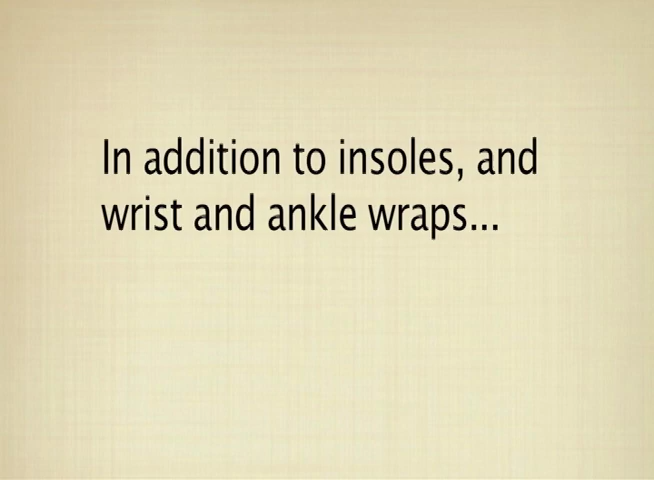 In addition to insoles, and
wrist and ankle wraps...